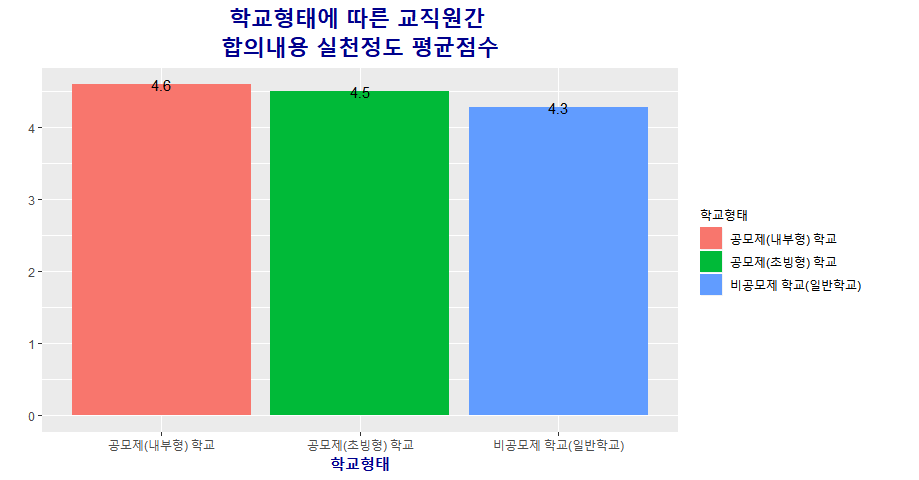 학교형태에 따른 교직원간
합의내용 실천정도 평균점수
4.6
4.5
4.3
4
3
2
1
0
공모제(내부형) 학교
공모제(초빙형) 학교
비공모제 학교(일반학교)
학교형태
학교형태
공모제(내부형) 학교
공모제(초빙형) 학교
비공모제 학교(일반학교)